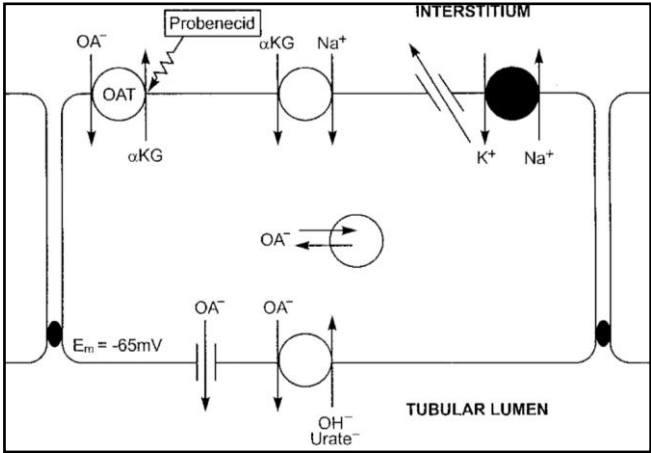 INTERSTITIUM
Probenecid
OA⁻
αKG
Na⁺
OAT
αKG
K⁺
Na⁺
OA⁻
OA⁻
OA⁻
Eₘ = -65mV
OH⁻
Urate⁻
TUBULAR LUMEN